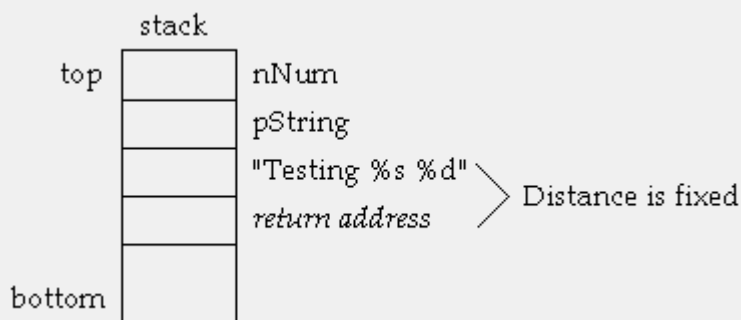 stack
top nNum
pString
"Testing %s %d"
Distance is fixed
return address
bottom